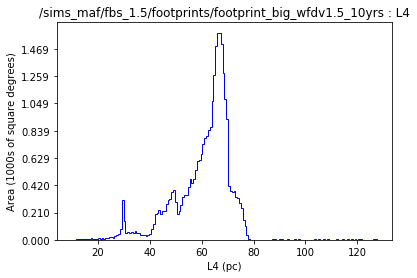 /sims_maf/fbs_1.5/footprints/footprint_big_wfdv1.5_10yrs : L4
Area (1000s of square degrees)
1.469
1.259
1.049
0.839
0.629
0.420
0.210
0.000
20 40 60 80 100 120
L4 (pc)